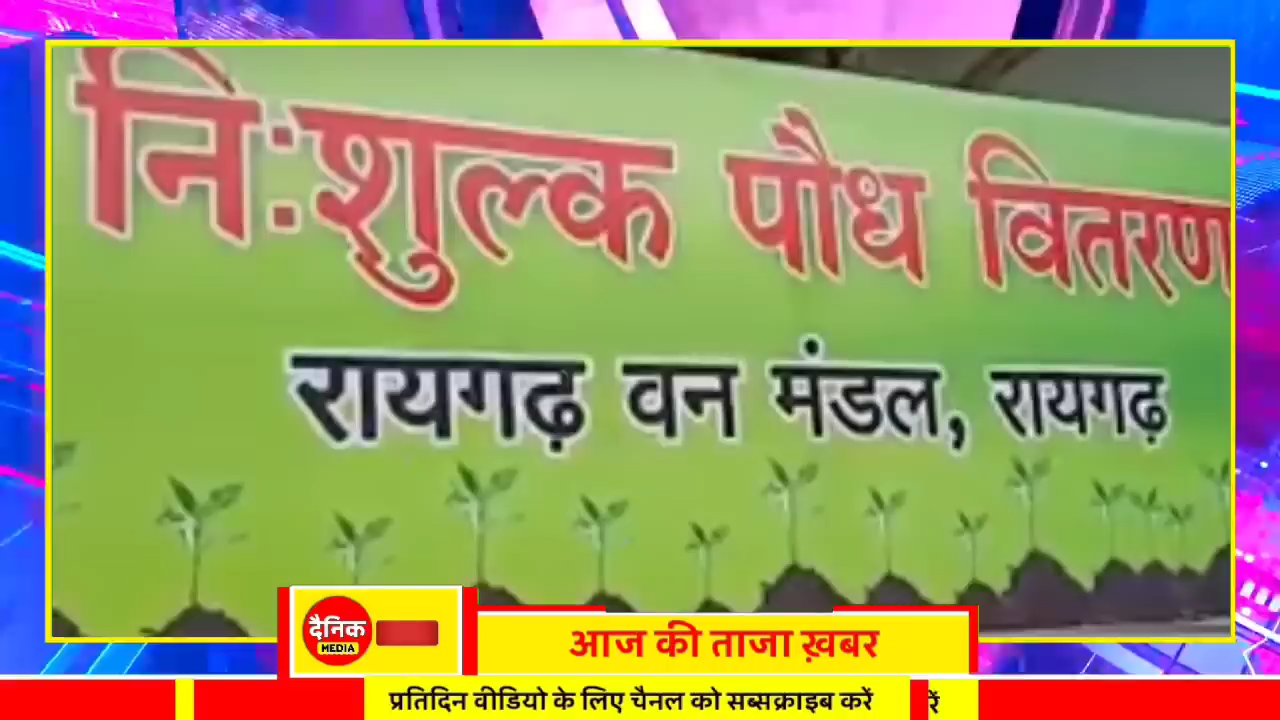 नि:शुल्क पौध वितरण
रायगढ़ वन मंडल, रायगढ़
दैनिक
MEDIA
आज की ताजा ख़बर
प्रतिदिन वीडियो के लिए चैनल को सब्सक्राइब करें
रें